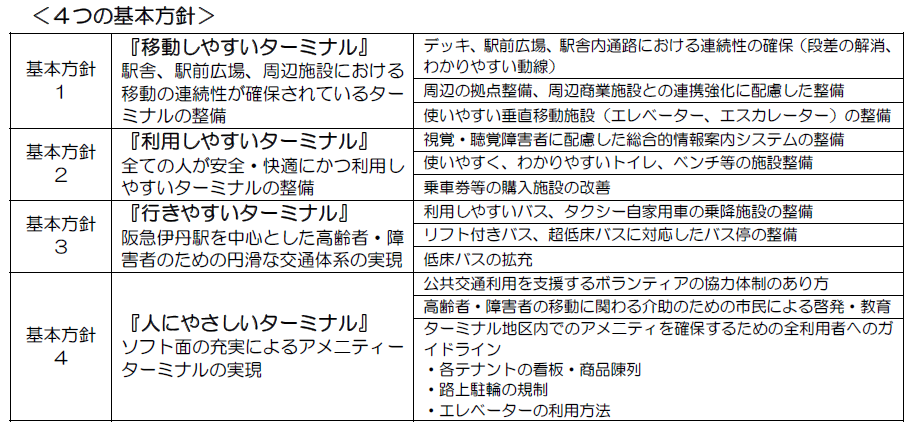 ＜４つの基本方針＞
基本方針
1
『移動しやすいターミナル』
駅舎、駅前広場、周辺施設における
移動の連続性が確保されているター
ミナルの整備
デッキ、駅前広場、駅舎内通路における連続性の確保（段差の解消、
わかりやすい動線）
周辺の拠点整備、周辺商業施設との連携強化に配慮した整備
使いやすい垂直移動施設（エレベーター、エスカレーター）の整備
基本方針
2
『利用しやすいターミナル』
全ての人が安全・快適にかつ利用し
やすいターミナルの整備
視覚・聴覚障害者に配慮した総合的情報案内システムの整備
使いやすく、わかりやすいトイレ、ベンチ等の施設整備
乗車券等の購入施設の改善
基本方針
3
『行きやすいターミナル』
阪急伊丹駅を中心とした高齢者・障
害者のための円滑な交通体系の実現
利用しやすいバス、タクシー自家用車の乗降施設の整備
リフト付きバス、超低床バスに対応したバス停の整備
低床バスの拡充
基本方針
4
『人にやさしいターミナル』
ソフト面の充実によるアメニティー
ターミナルの実現
公共交通利用を支援するボランティアの協力体制のあり方
高齢者・障害者の移動に関わる介助のための市民による啓発・教育
ターミナル地区内でのアメニティを確保するための全利用者へのガ
イドライン
・各テナントの看板・商品陳列
・路上駐輪の規制
・エレベーターの利用方法